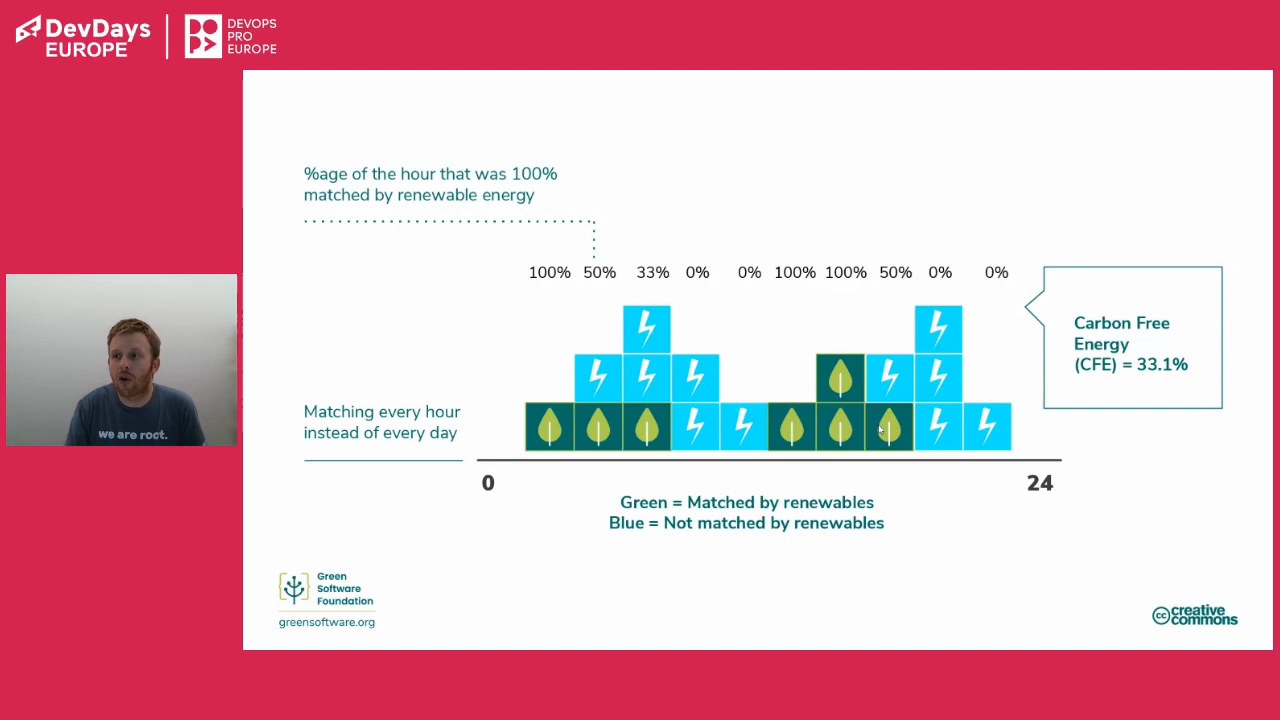 DevDays
EUROPE
DEVOPS
PRO
EUROPE
%age of the hour that was 100%
matched by renewable energy
100% 50% 33% 0% 0% 100% 100% 50% 0% 0%
Carbon Free
Energy
(CFE) = 33.1%
Matching every hour
instead of every day
we are root.
0 24
Green = Matched by renewables
Blue = Not matched by renewables
Green
Software
Foundation
greensoftware.org
cc creative
commons